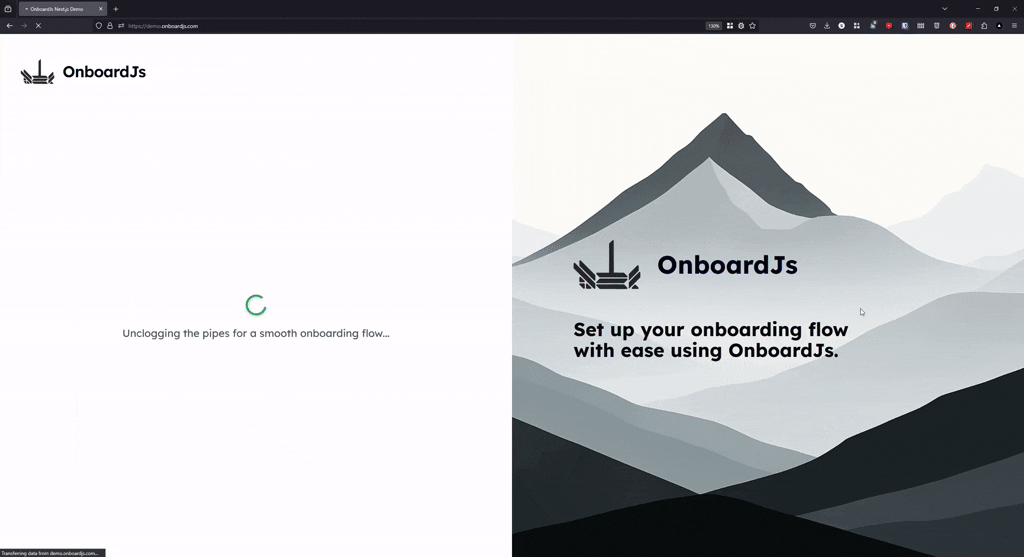 OnboardJs Next.js Demo
https://demo.onboardjs.com
130%
OnboardJs
Unclogging the pipes for a smooth onboarding flow...
OnboardJs
Set up your onboarding flow
with ease using OnboardJs.
Transferring data from demo.onboardjs.com...